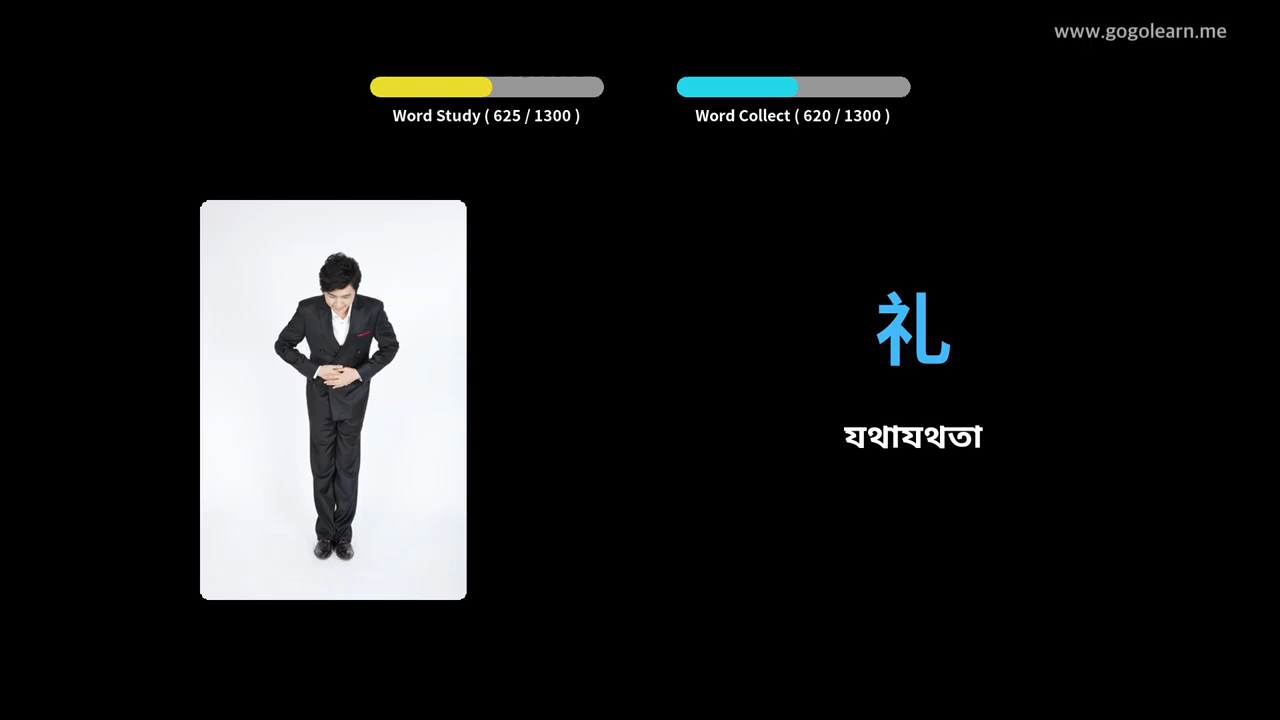 www.gogolearn.me
Word Study ( 625 / 1300 )
Word Collect ( 620 / 1300 )
礼
যথাযথতা